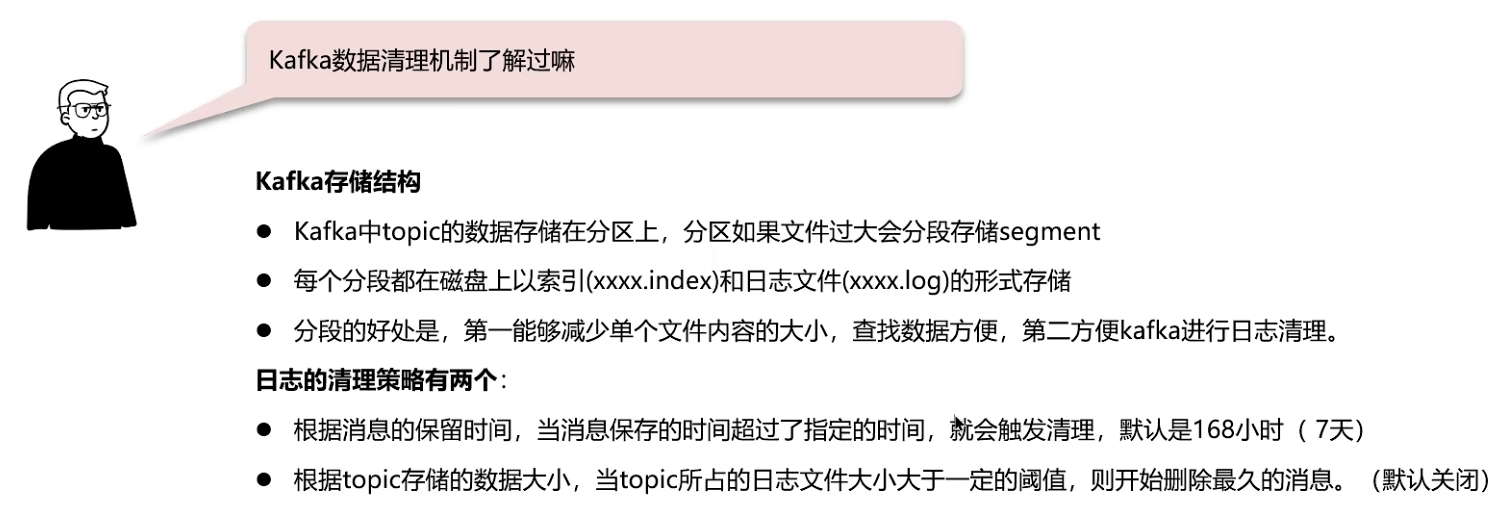 Kafka数据清理机制了解过嘛
Kafka存储结构
● Kafka中topic的数据存储在分区上，分区如果文件过大会分段存储segment
● 每个分段都在磁盘上以索引(xxxx.index)和日志文件(xxxx.log)的形式存储
● 分段的好处是，第一能够减少单个文件内容的大小，查找数据方便，第二方便kafka进行日志清理。
日志的清理策略有两个：
● 根据消息的保留时间，当消息保存的时间超过了指定的时间，就会触发清理，默认是168小时（ 7天）
● 根据topic存储的数据大小，当topic所占的日志文件大小大于一定的阈值，则开始删除最久的消息。（默认关闭）